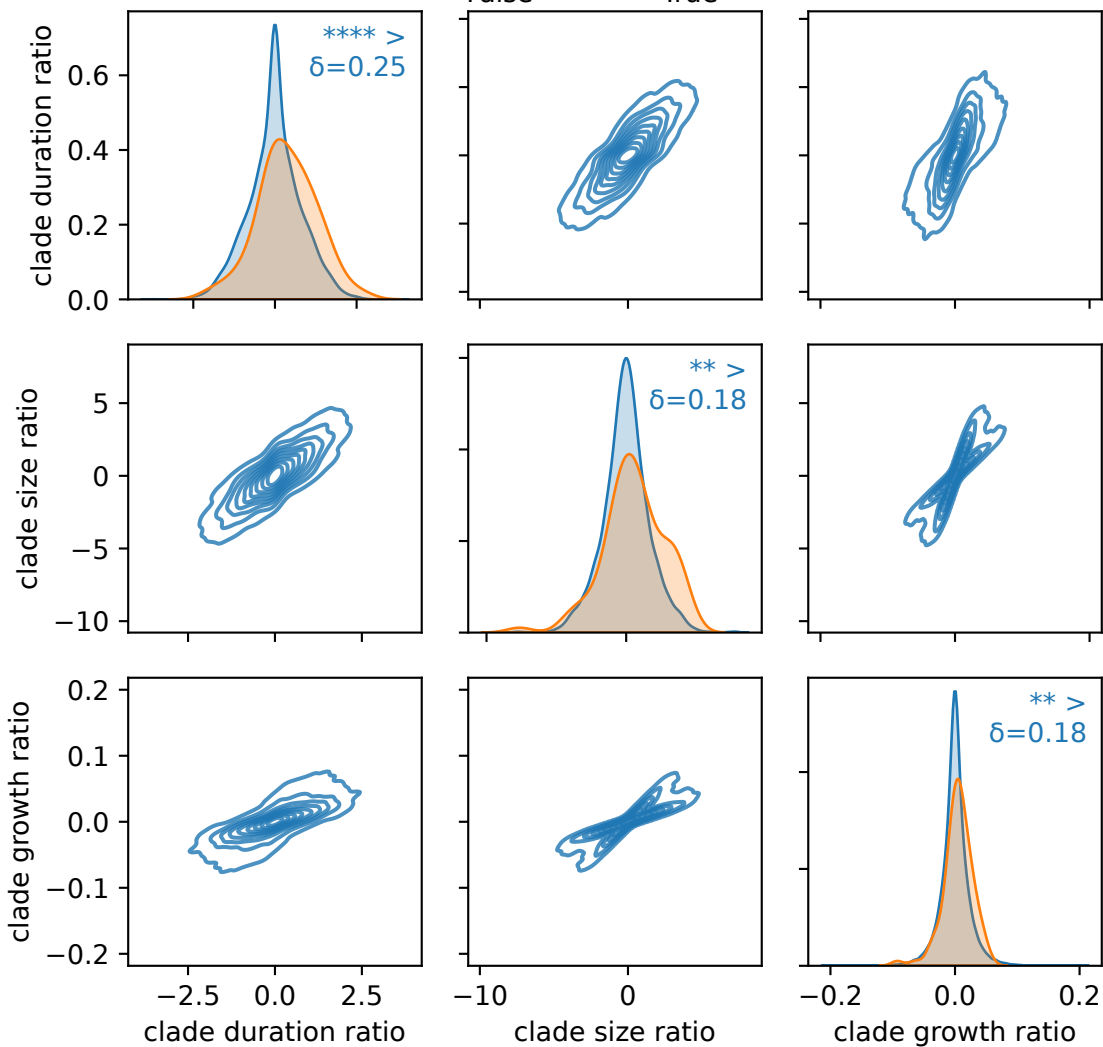 True
clade duration ratio
0.6
0.4
0.2
0.0
**** >
δ=0.25
clade size ratio
5
0
−5
−10
** >
δ=0.18
clade growth ratio
0.2
0.1
0.0
−0.1
−0.2
** >
δ=0.18
−2.5 0.0 2.5
−10 0
−0.2 0.0 0.2
clade duration ratio
clade size ratio
clade growth ratio